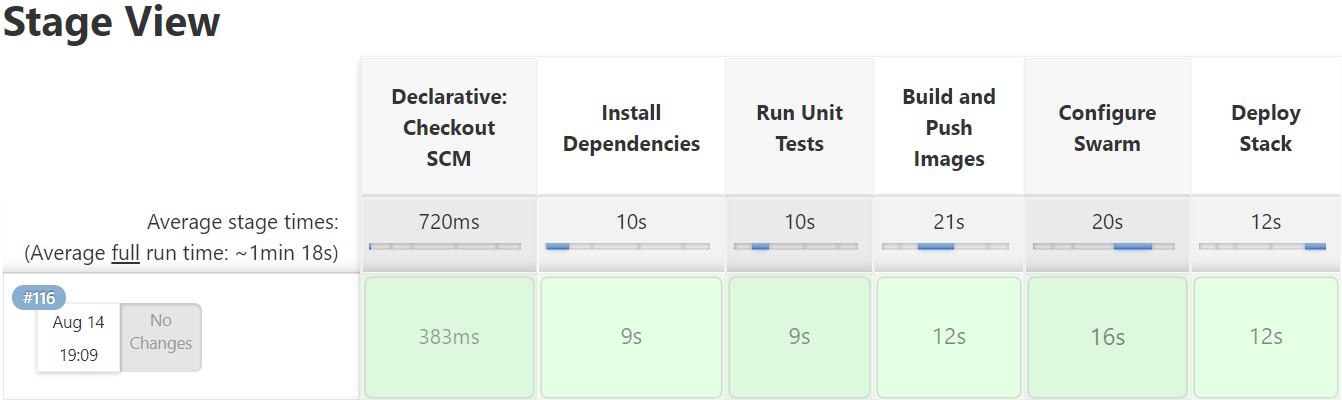 Stage View
Declarative:
Checkout
SCM
Install
Dependencies
Run Unit
Tests
Build and
Push
Images
Configure
Swarm
Deploy
Stack
Average stage times:
(Average full run time: ~1min 18s)
720ms
10s
10s
21s
20s
12s
#116
Aug 14
19:09
No
Changes
383ms
9s
9s
12s
16s
12s